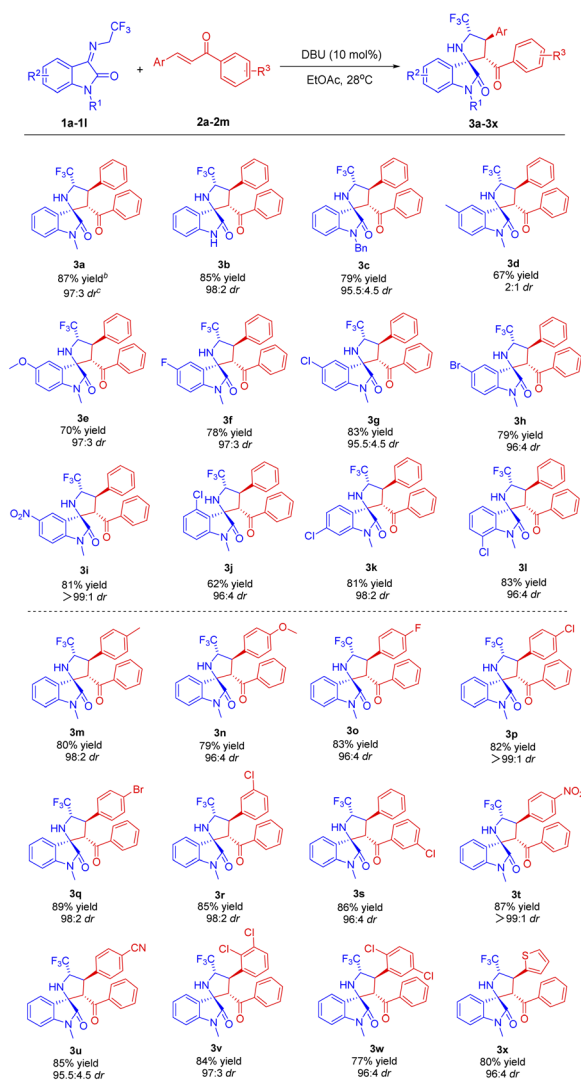 F3C
Ar
N
CF3
HN
R2
O
N
R1
+
Ar
O
R3
DBU (10 mol%)
EtOAc, 28°C
R2
N
R1
O
O
R3
1a-1l
2a-2m
3a-3x
F3C
HN
O
N
O
3a
87% yieldb
97:3 drc
F3C
HN
O
N
H
O
3b
85% yield
98:2 dr
F3C
HN
O
N
Bn
O
3c
79% yield
95.5:4.5 dr
F3C
HN
O
N
O
3d
67% yield
2:1 dr
F3C
HN
O
O
N
O
3e
70% yield
97:3 dr
F3C
HN
F
O
N
O
3f
78% yield
97:3 dr
F3C
HN
Cl
O
N
O
3g
83% yield
95.5:4.5 dr
F3C
HN
Br
O
N
O
3h
79% yield
96:4 dr
F3C
HN
NO2
O
N
O
3i
81% yield
>99:1 dr
F3C
Cl
HN
O
N
O
3j
62% yield
96:4 dr
F3C
HN
Cl
O
N
O
3k
81% yield
98:2 dr
F3C
HN
O
N
Cl
O
3l
83% yield
96:4 dr
F3C
HN
O
N
O
3m
80% yield
98:2 dr
O
F3C
HN
O
N
O
3n
79% yield
96:4 dr
F
F3C
HN
O
N
O
3o
83% yield
96:4 dr
Cl
F3C
HN
O
N
O
3p
82% yield
>99:1 dr
Br
F3C
HN
O
N
O
3q
89% yield
98:2 dr
Cl
F3C
HN
O
N
O
3r
85% yield
98:2 dr
F3C
HN
O
N
O
Cl
3s
86% yield
96:4 dr
NO2
F3C
HN
O
N
O
3t
87% yield
>99:1 dr
CN
F3C
HN
O
N
O
3u
85% yield
95.5:4.5 dr
Cl
Cl
F3C
HN
O
N
O
3v
84% yield
97:3 dr
Cl
F3C
Cl
HN
O
N
O
3w
77% yield
96:4 dr
S
F3C
HN
O
N
O
3x
80% yield
96:4 dr